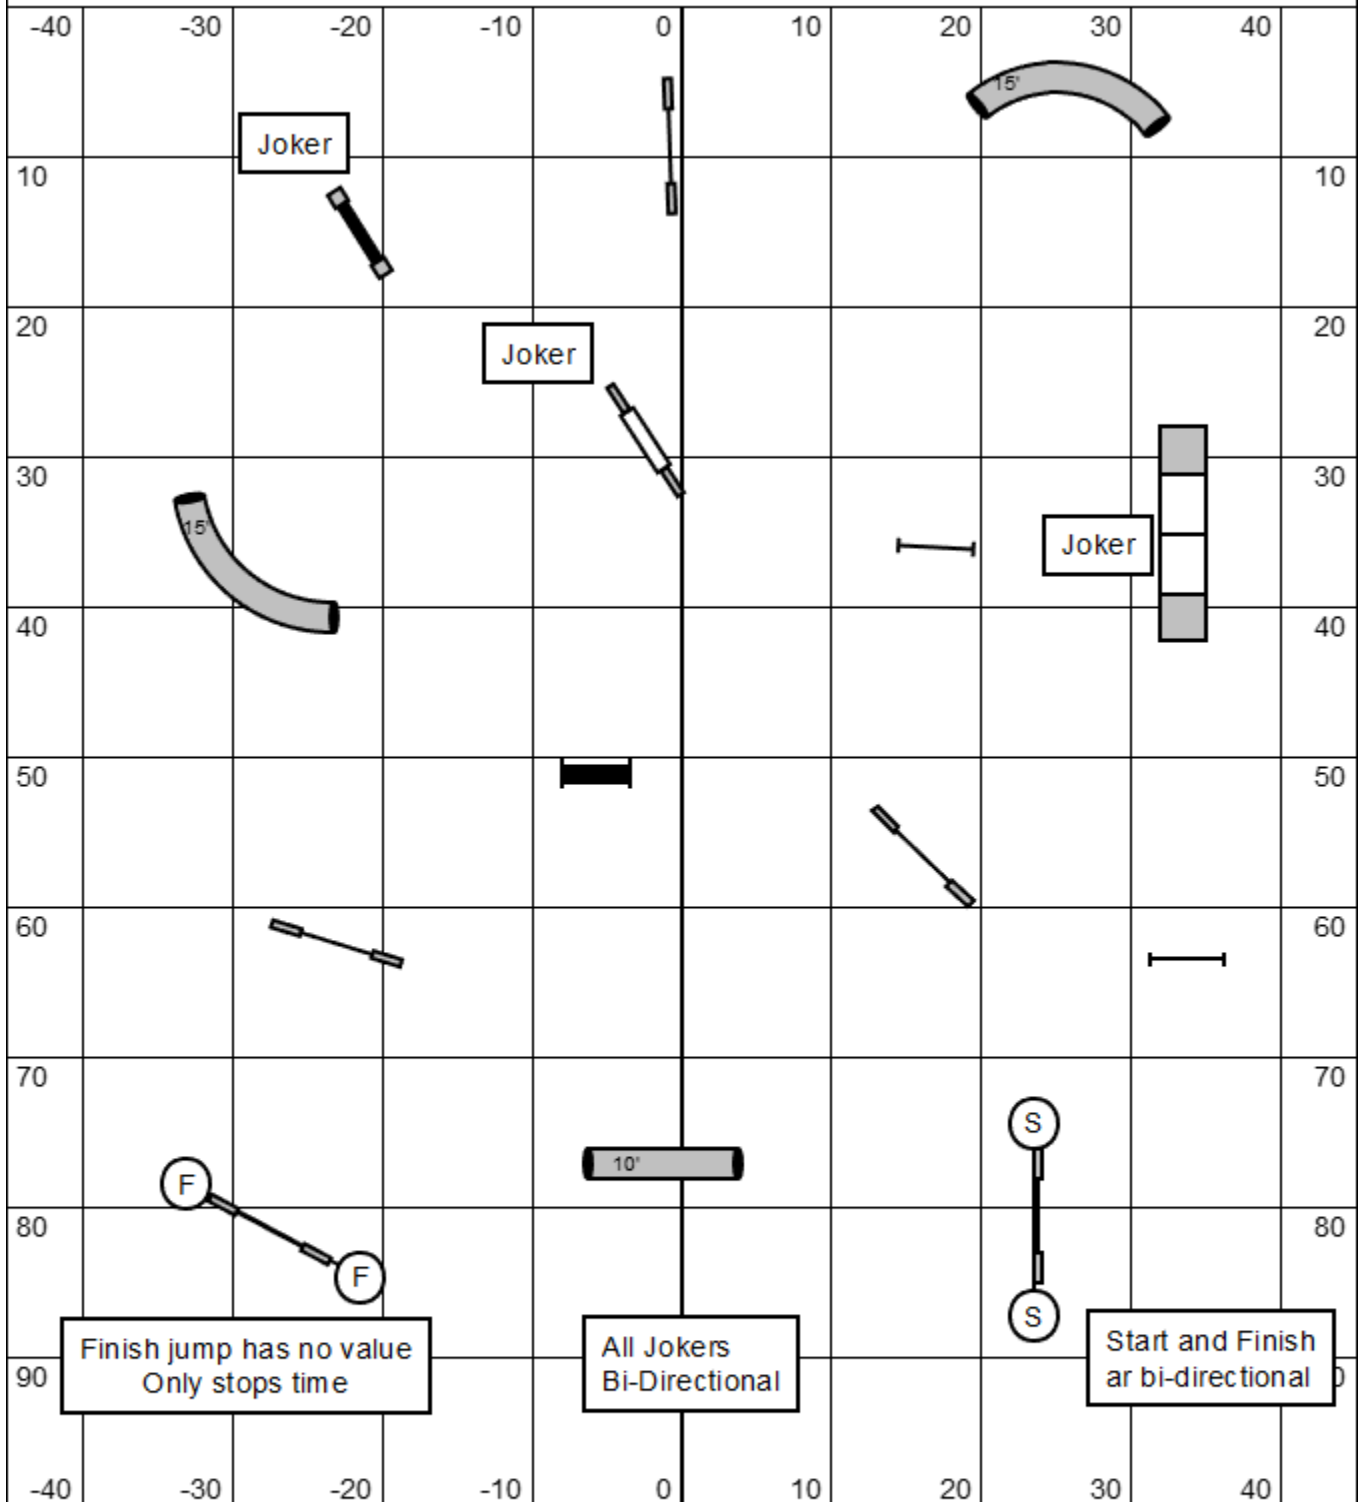 -40 -30 -20 -10 0 10 20 30 40
15'
Joker
10 10
20 20
Joker
30 30
15'
Joker
40 40
50 50
60 60
70 70
S
10'
F
80 80
F
S
Finish jump has no value
Only stops time
All Jokers
Bi-Directional
Start and Finish
ar bi-directional
90 0
-40 -30 -20 -10 0 10 20 30 40